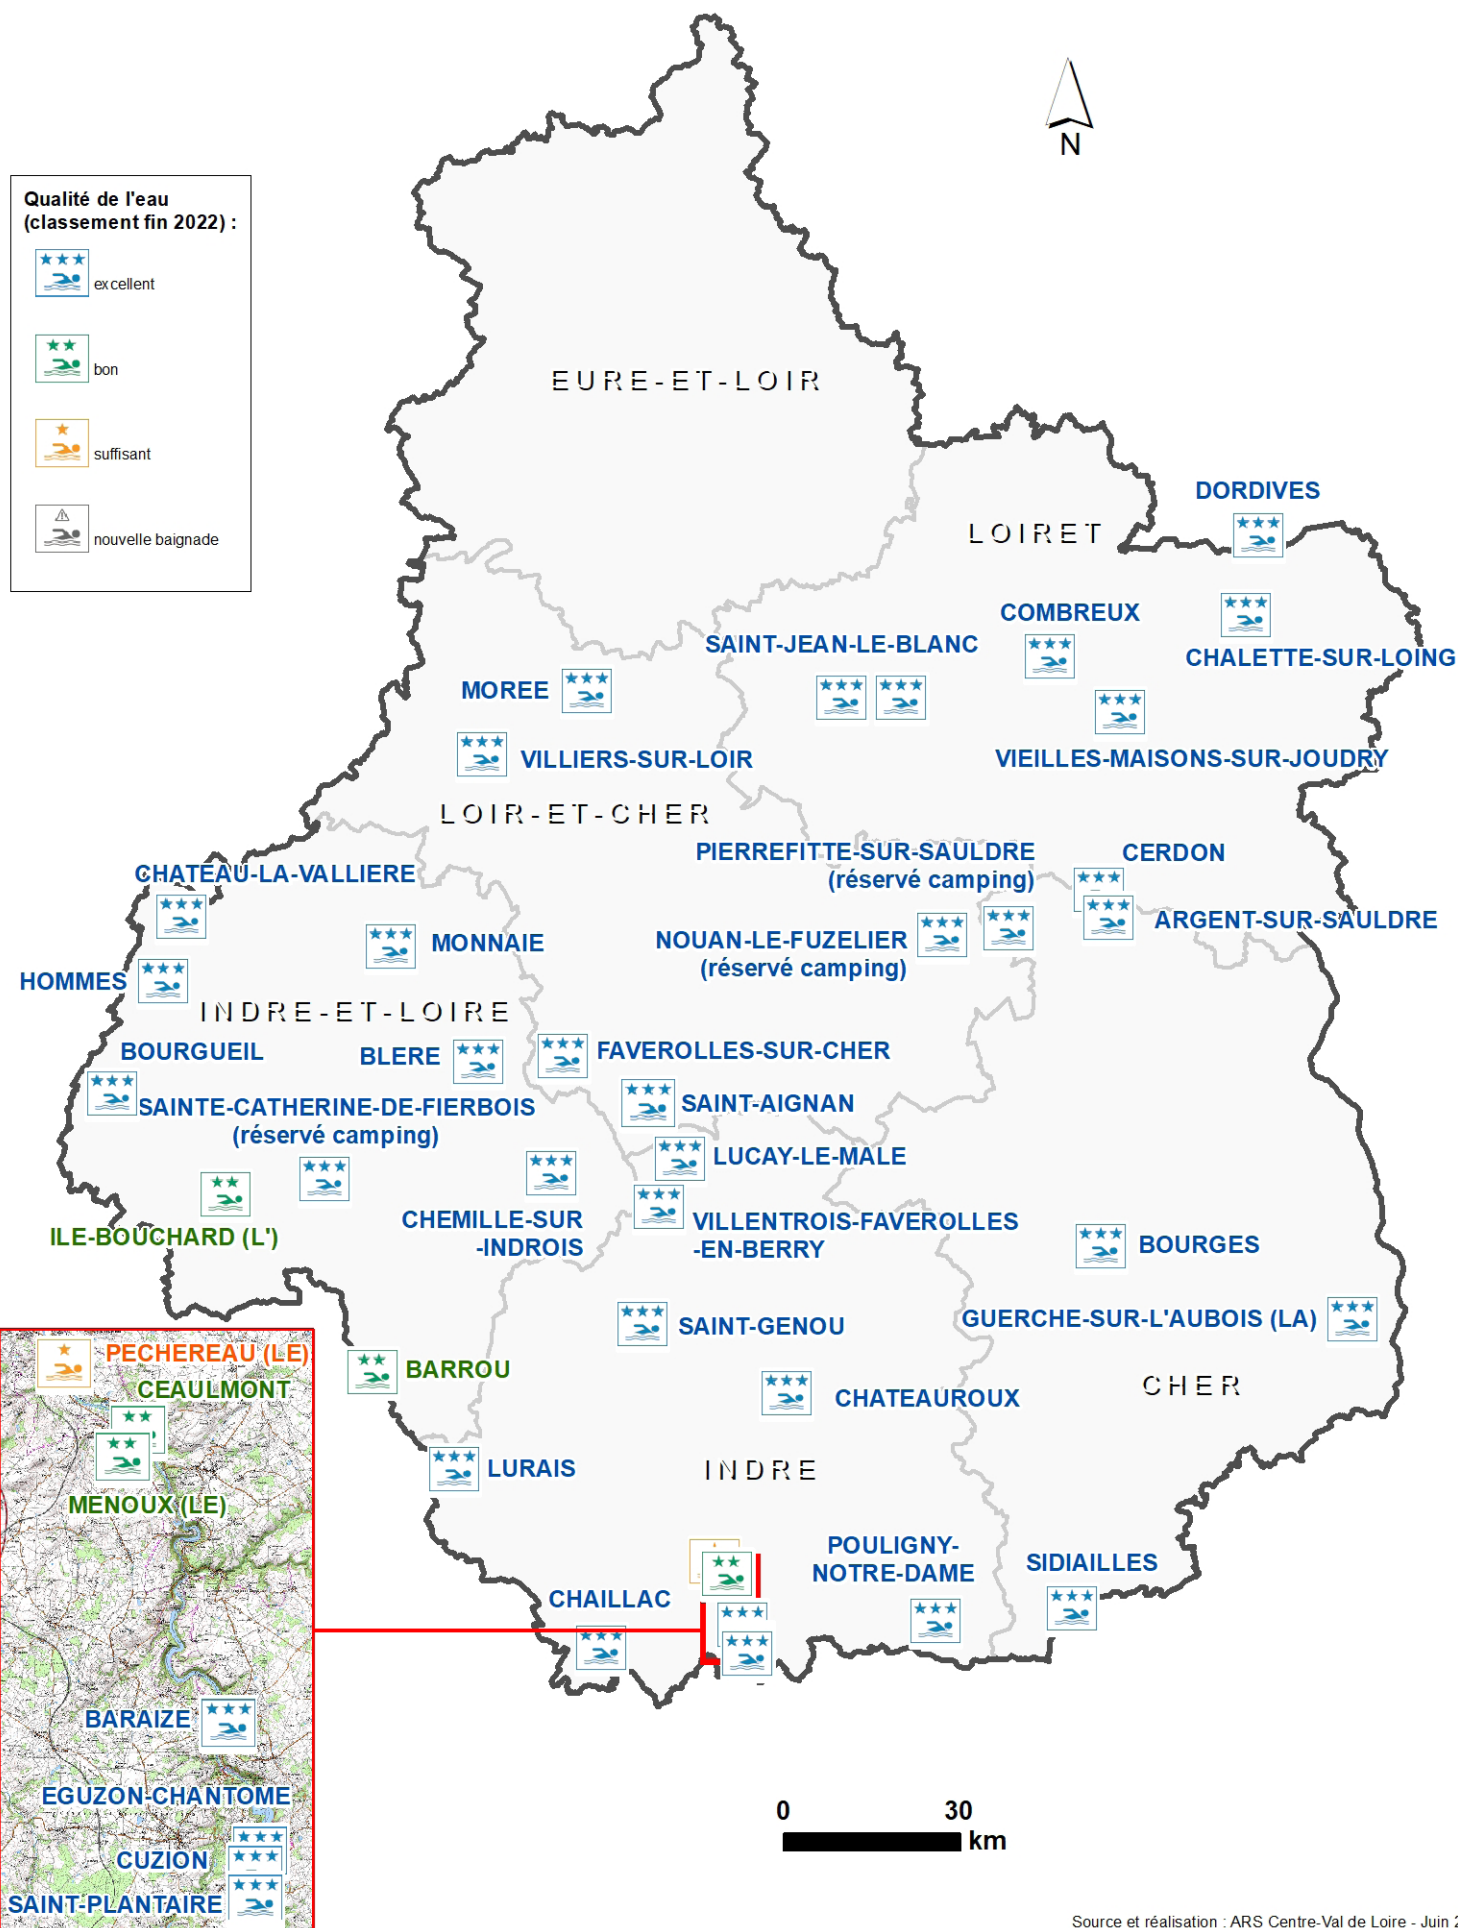 N
Qualité de l'eau
(classement fin 2022) :
excellent
bon
suffisant
nouvelle baignade
EURE-ET-LOIR
LOIRET
DORDIVES
COMBREUX
SAINT-JEAN-LE-BLANC
CHALETTE-SUR-LOING
MOREE
VILLIERS-SUR-LOIR
VIEILLES-MAISONS-SUR-JOUDRY
LOIR-ET-CHER
PIERREFITTE-SUR-SAULDRE
(réservé camping)
CERDON
CHATEAU-LA-VALLIERE
ARGENT-SUR-SAULDRE
MONNAIE
NOUAN-LE-FUZELIER
(réservé camping)
HOMMES
INDRE-ET-LOIRE
BOURGUEIL
BLERE
FAVEROLLES-SUR-CHER
SAINTE-CATHERINE-DE-FIERBOIS
(réservé camping)
SAINT-AIGNAN
LUCAY-LE-MALE
ILE-BOUCHARD (L')
CHEMILLE-SUR
-INDROIS
VILLENTROIS-FAVEROLLES
-EN-BERRY
BOURGES
SAINT-GENOU
GUERCHE-SUR-L'AUBOIS (LA)
PECHEREAU (LE)
CEAULMONT
BARROU
CHATEAUROUX
CHER
LURAIS
INDRE
MENOUX (LE)
POULIGNY-
NOTRE-DAME
SIDIAILLES
CHAILLAC
BARAIZE
EGUZON-CHANTOME
CUZION
SAINT-PLANTAIRE
0 30
km
Source et réalisation : ARS Centre-Val de Loire - Juin